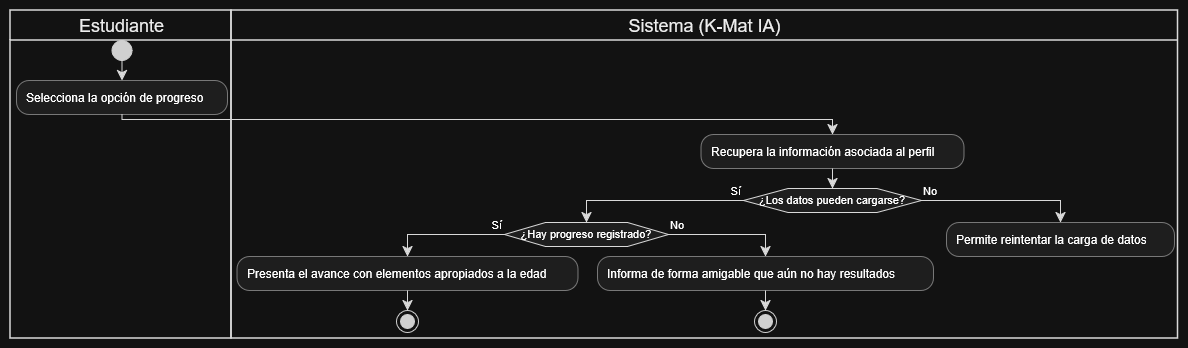 Estudiante
Sistema (K-Mat IA)
Selecciona la opción de progreso
Recupera la información asociada al perfil
Sí
¿Los datos pueden cargarse?
No
Sí
¿Hay progreso registrado?
No
Permite reintentar la carga de datos
Presenta el avance con elementos apropiados a la edad
Informa de forma amigable que aún no hay resultados